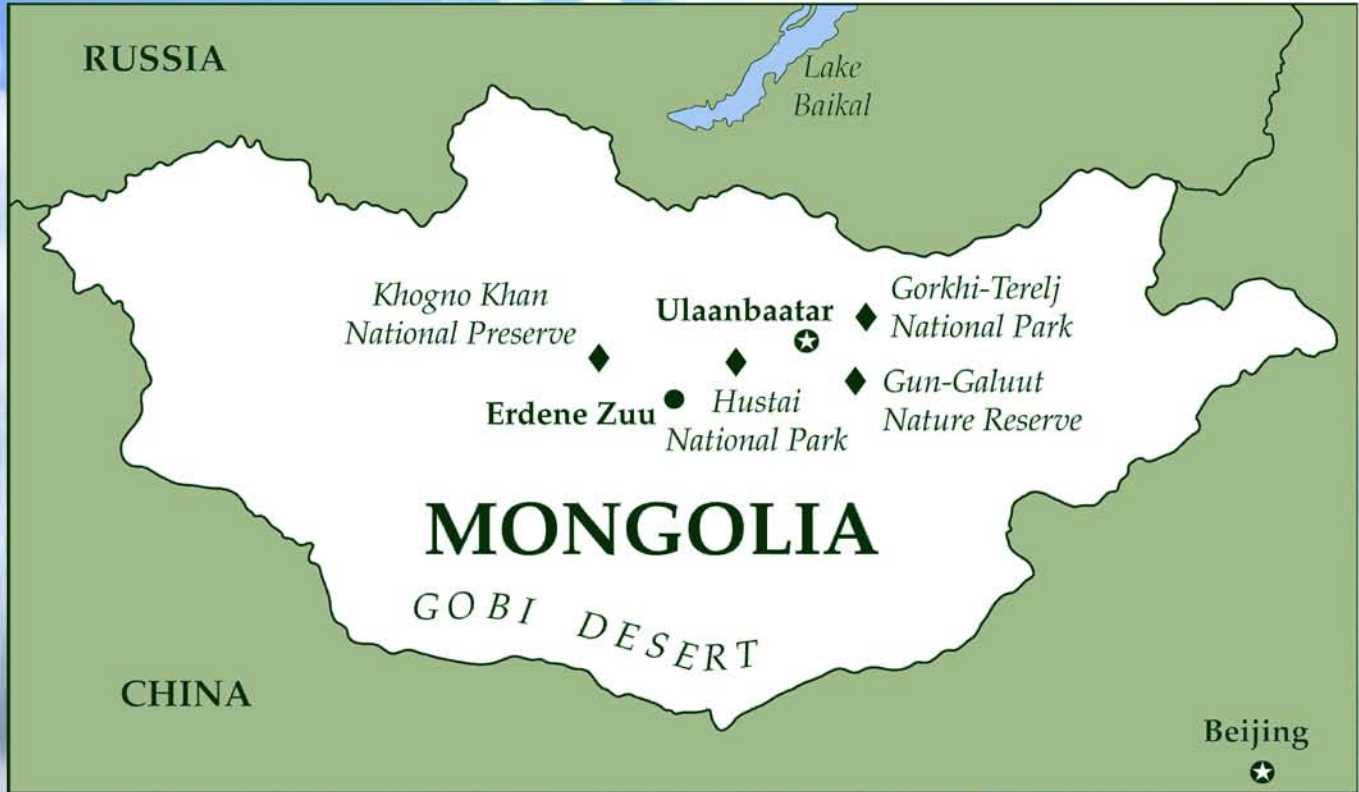 RUSSIA
Lake
Baikal
Khogno Khan
National Preserve
Ulaanbaatar
Gorkhi-Terelj
National Park
Erdene Zuu
Hustai
National Park
Gun-Galuut
Nature Reserve
MONGOLIA
GOBI DESERT
CHINA
Beijing